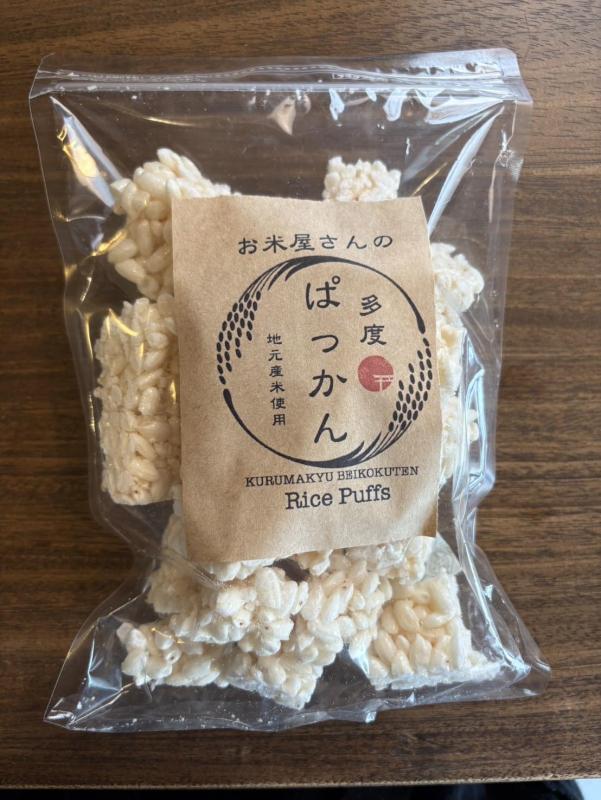 お米屋さんの
多度
ぱっかん
地元産米使用
KURUMAKYU BEIKOKUTEN
Rice Puffs